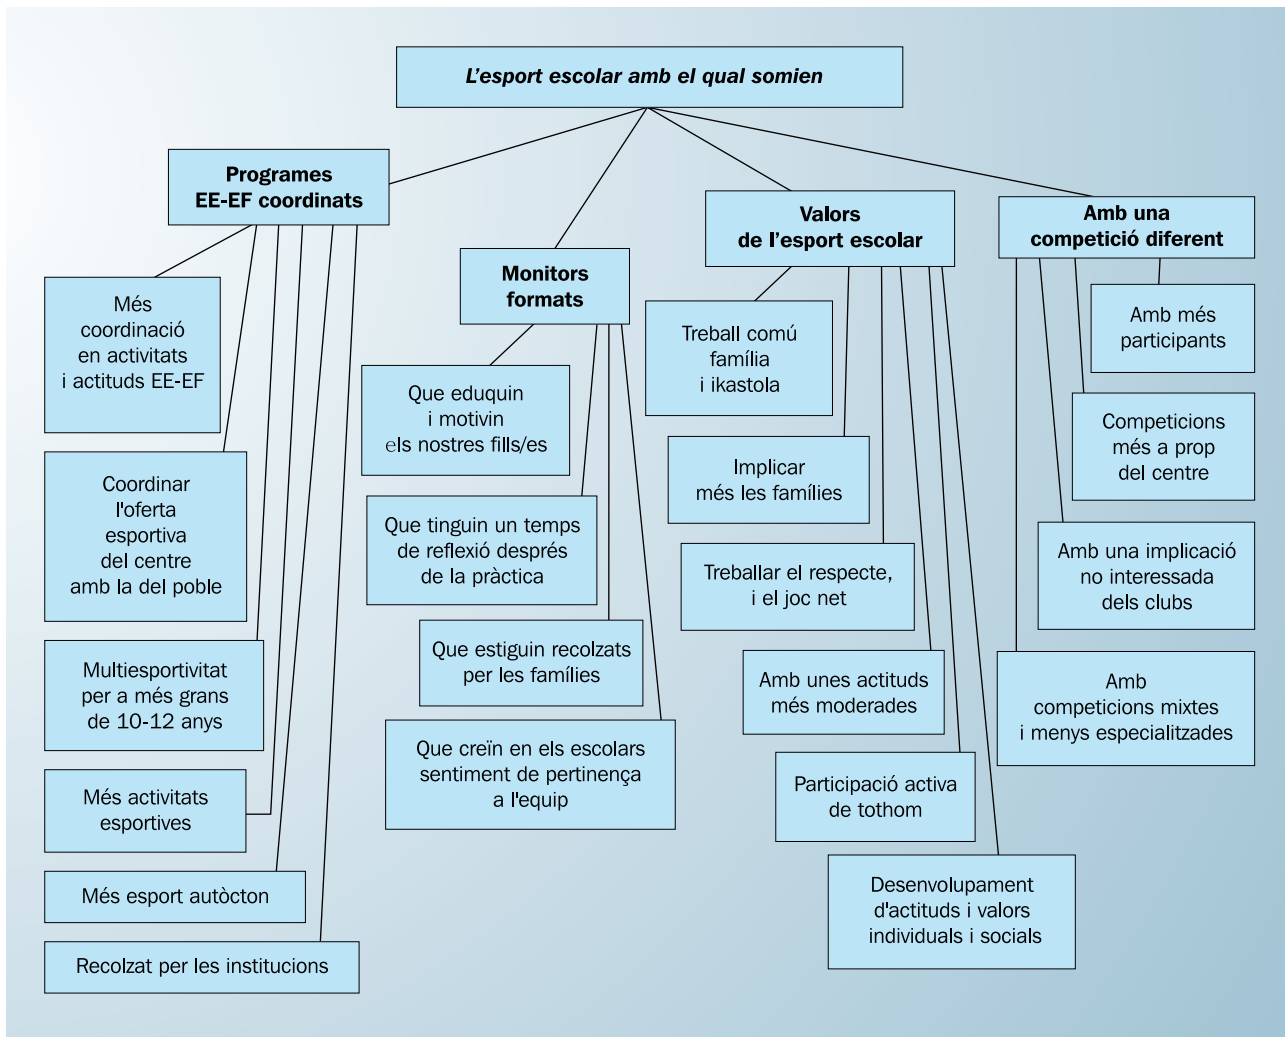 L'esport escolar amb el qual somien
Programes
EE-EF coordinats
Més
coordinació
en activitats
i actituds EE-EF
Coordinar
l'oferta
esportiva
del centre
amb la del poble
Multiesportivitat
per a més grans
de 10-12 anys
Més activitats
esportives
Més esport autòcton
Recolzat per les institucions
Monitors
formats
Que eduquin
i motivin
els nostres fills/es
Que tinguin un temps
de reflexió després
de la pràctica
Que estiguin recolzats
per les famílies
Que creïn en els escolars
sentiment de pertinença
a l'equip
Valors
de l'esport escolar
Treball comú
família
i ikastola
Implicar
més les famílies
Treballar el respecte,
i el joc net
Amb unes actituds
més moderades
Participació activa
de tothom
Desenvolupament
d'actituds i valors
individuals i socials
Amb una
competició diferent
Amb més
participants
Competicions
més a prop
del centre
Amb una implicació
no interessada
dels clubs
Amb
competicions mixtes
i menys especialitzades